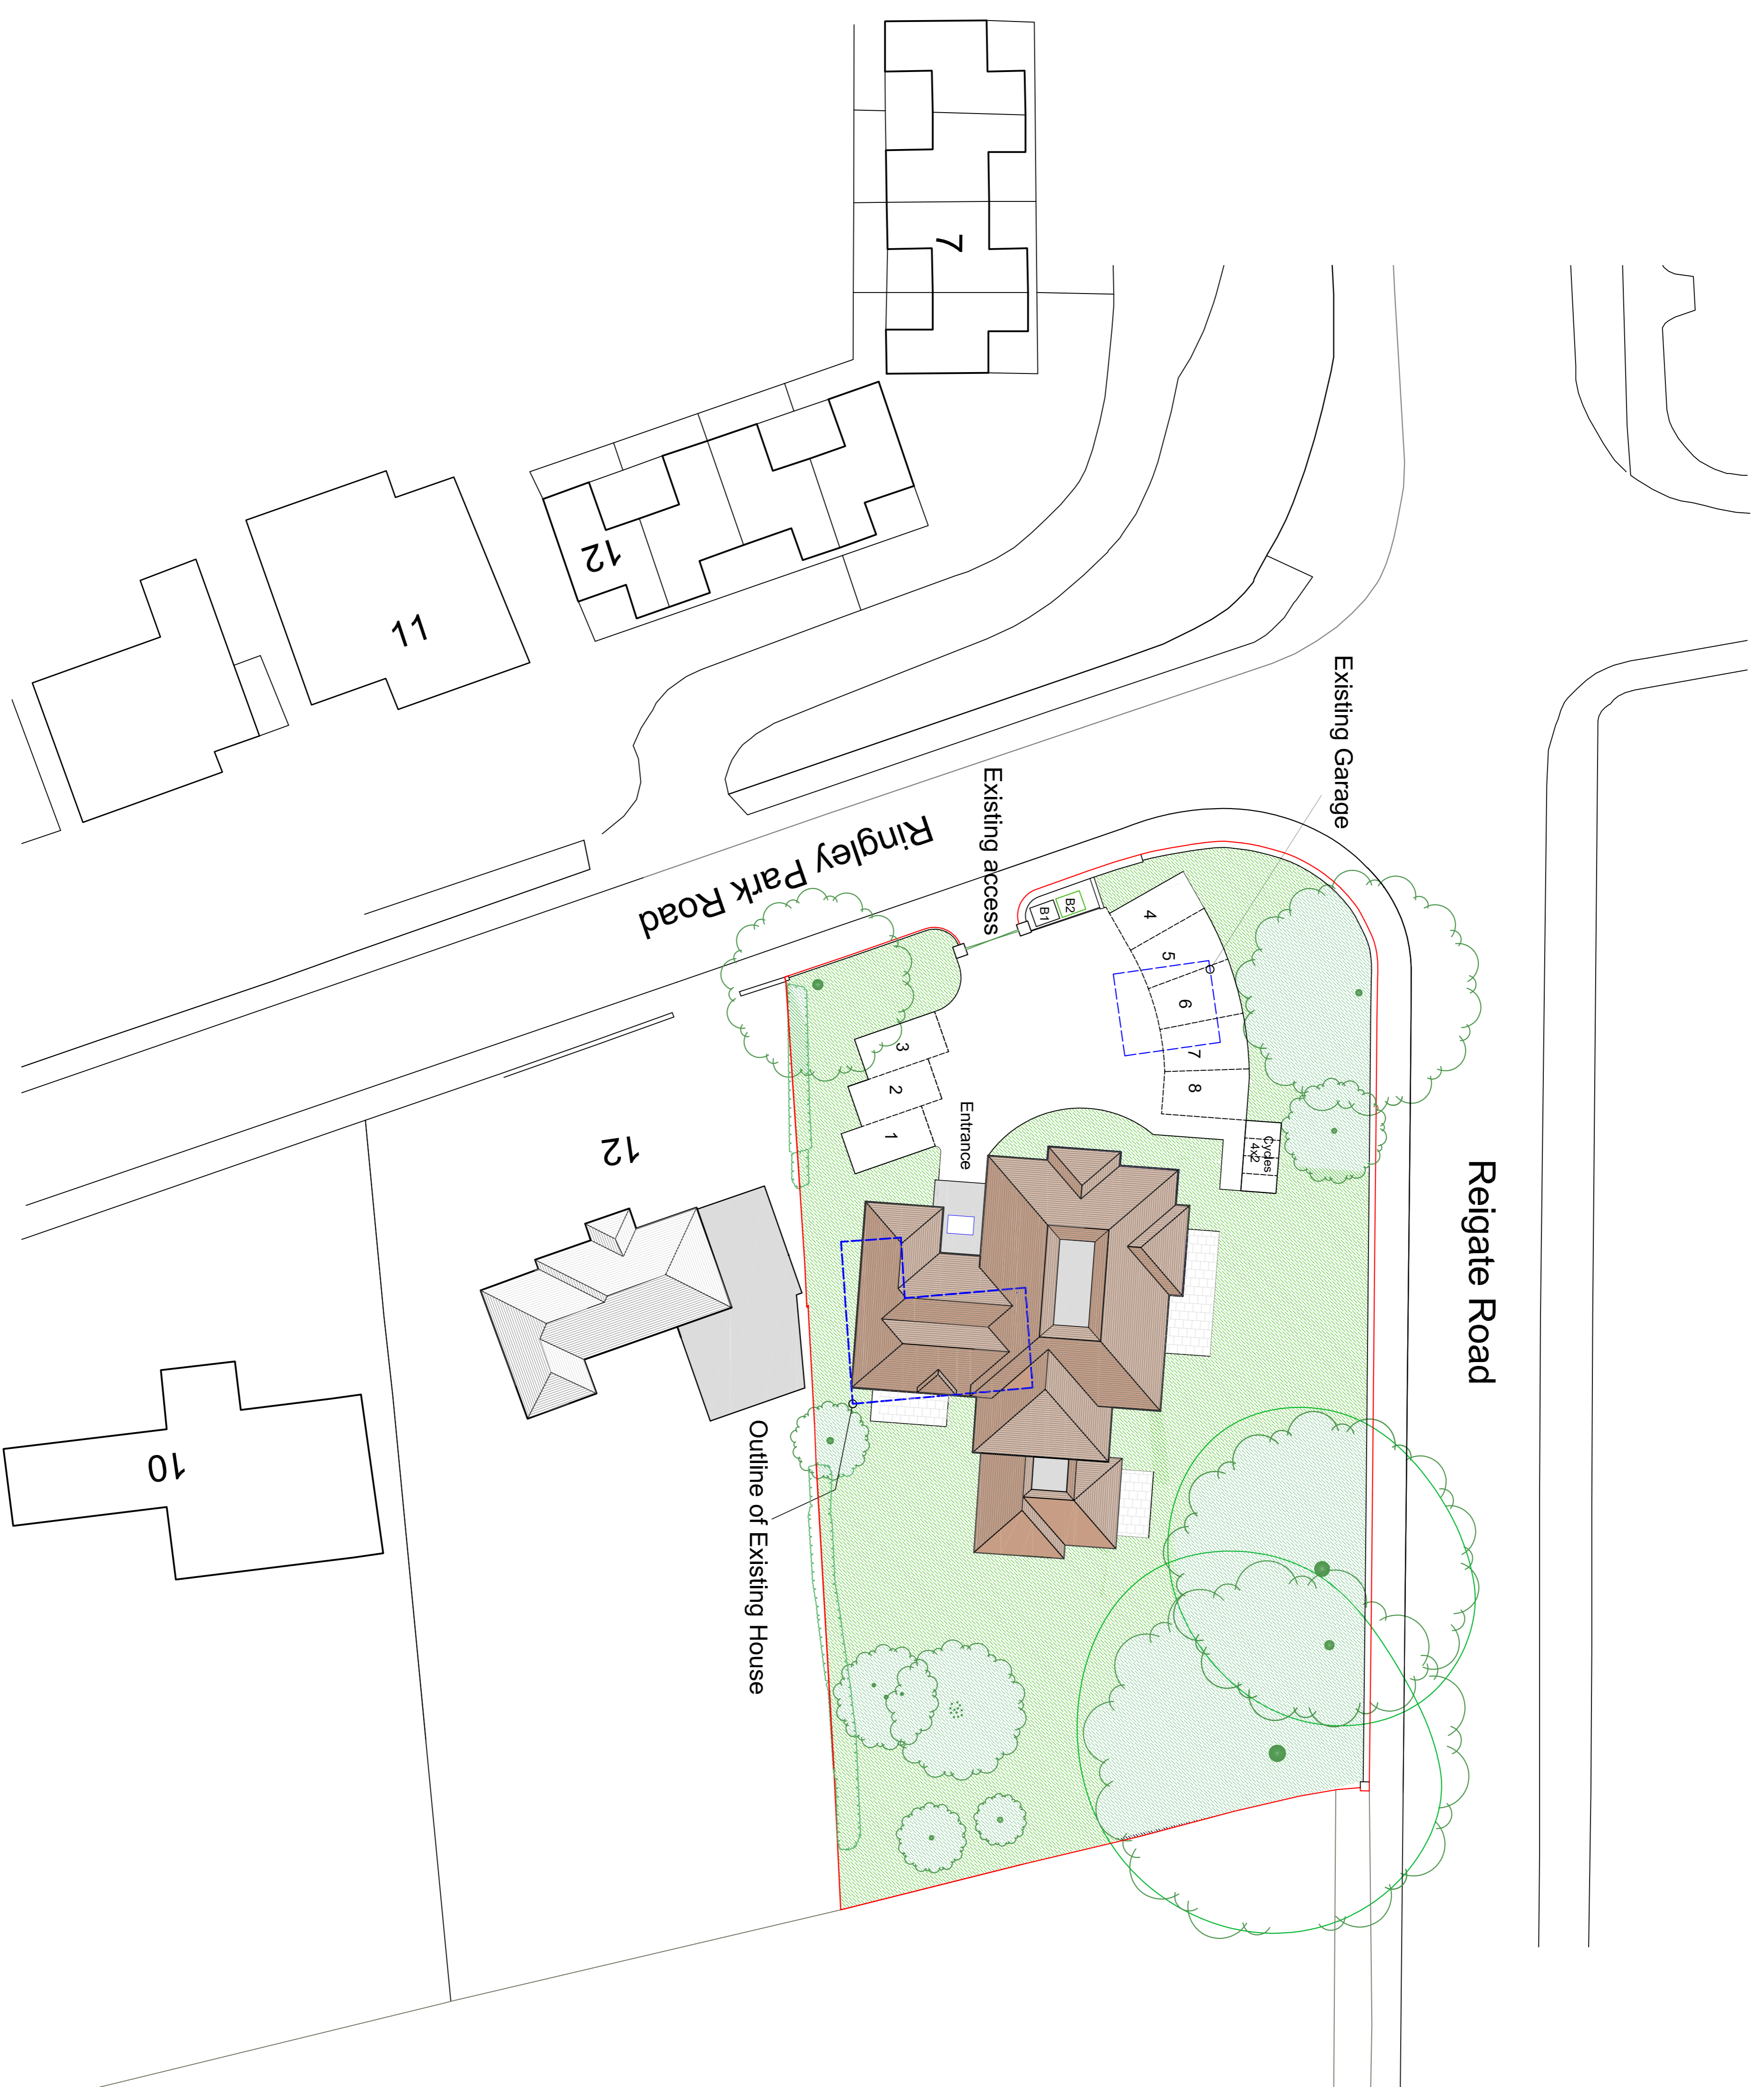 7
12
11
Existing Garage
Existing access
Ringley Park Road
B1
B2
4
5
6
7
8
3
2
1
Entrance
Cycles
4x2
12
Reigate Road
10
Outline of Existing House